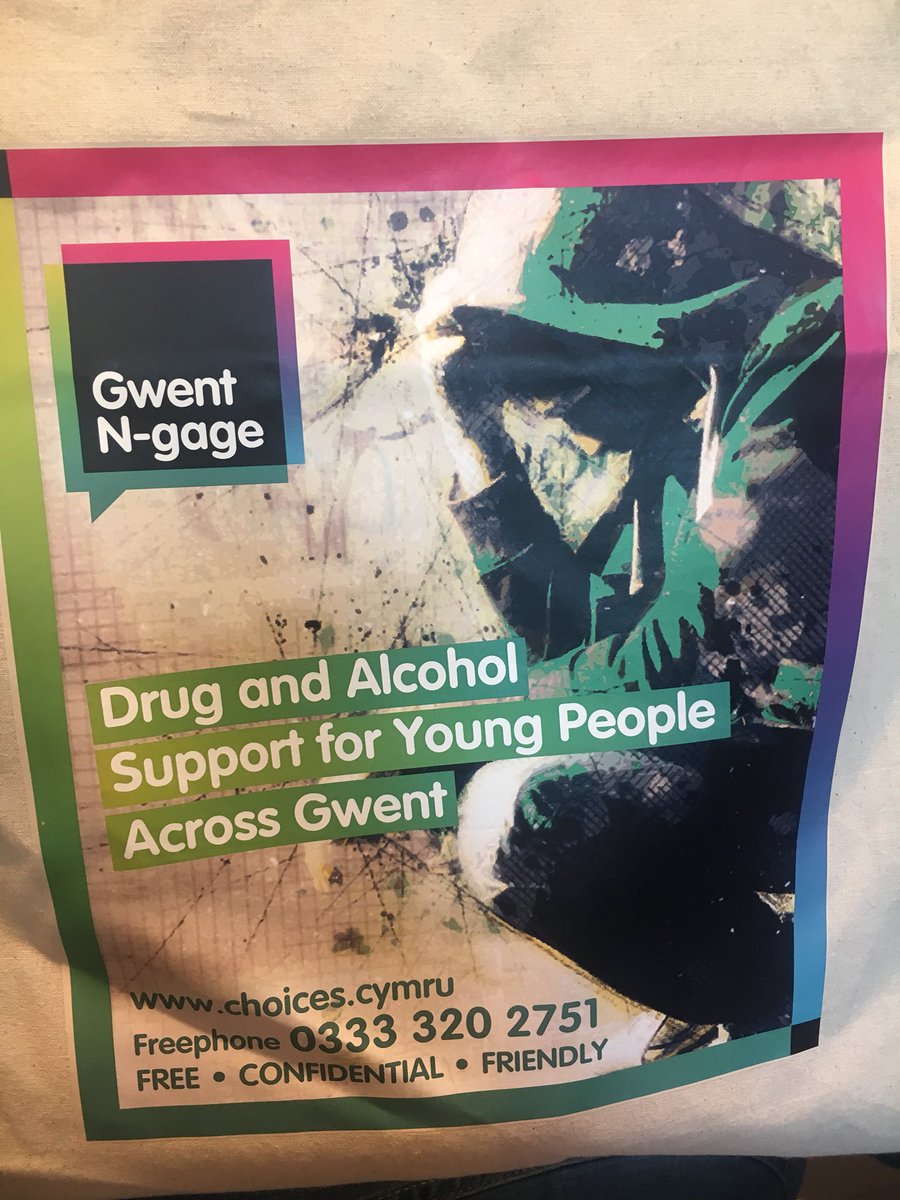 Gwent
N-gage
Drug and Alcohol
Support for Young People
Across Gwent
www.choices.cymru
Freephone 0333 320 2751
FREE • CONFIDENTIAL • FRIENDLY